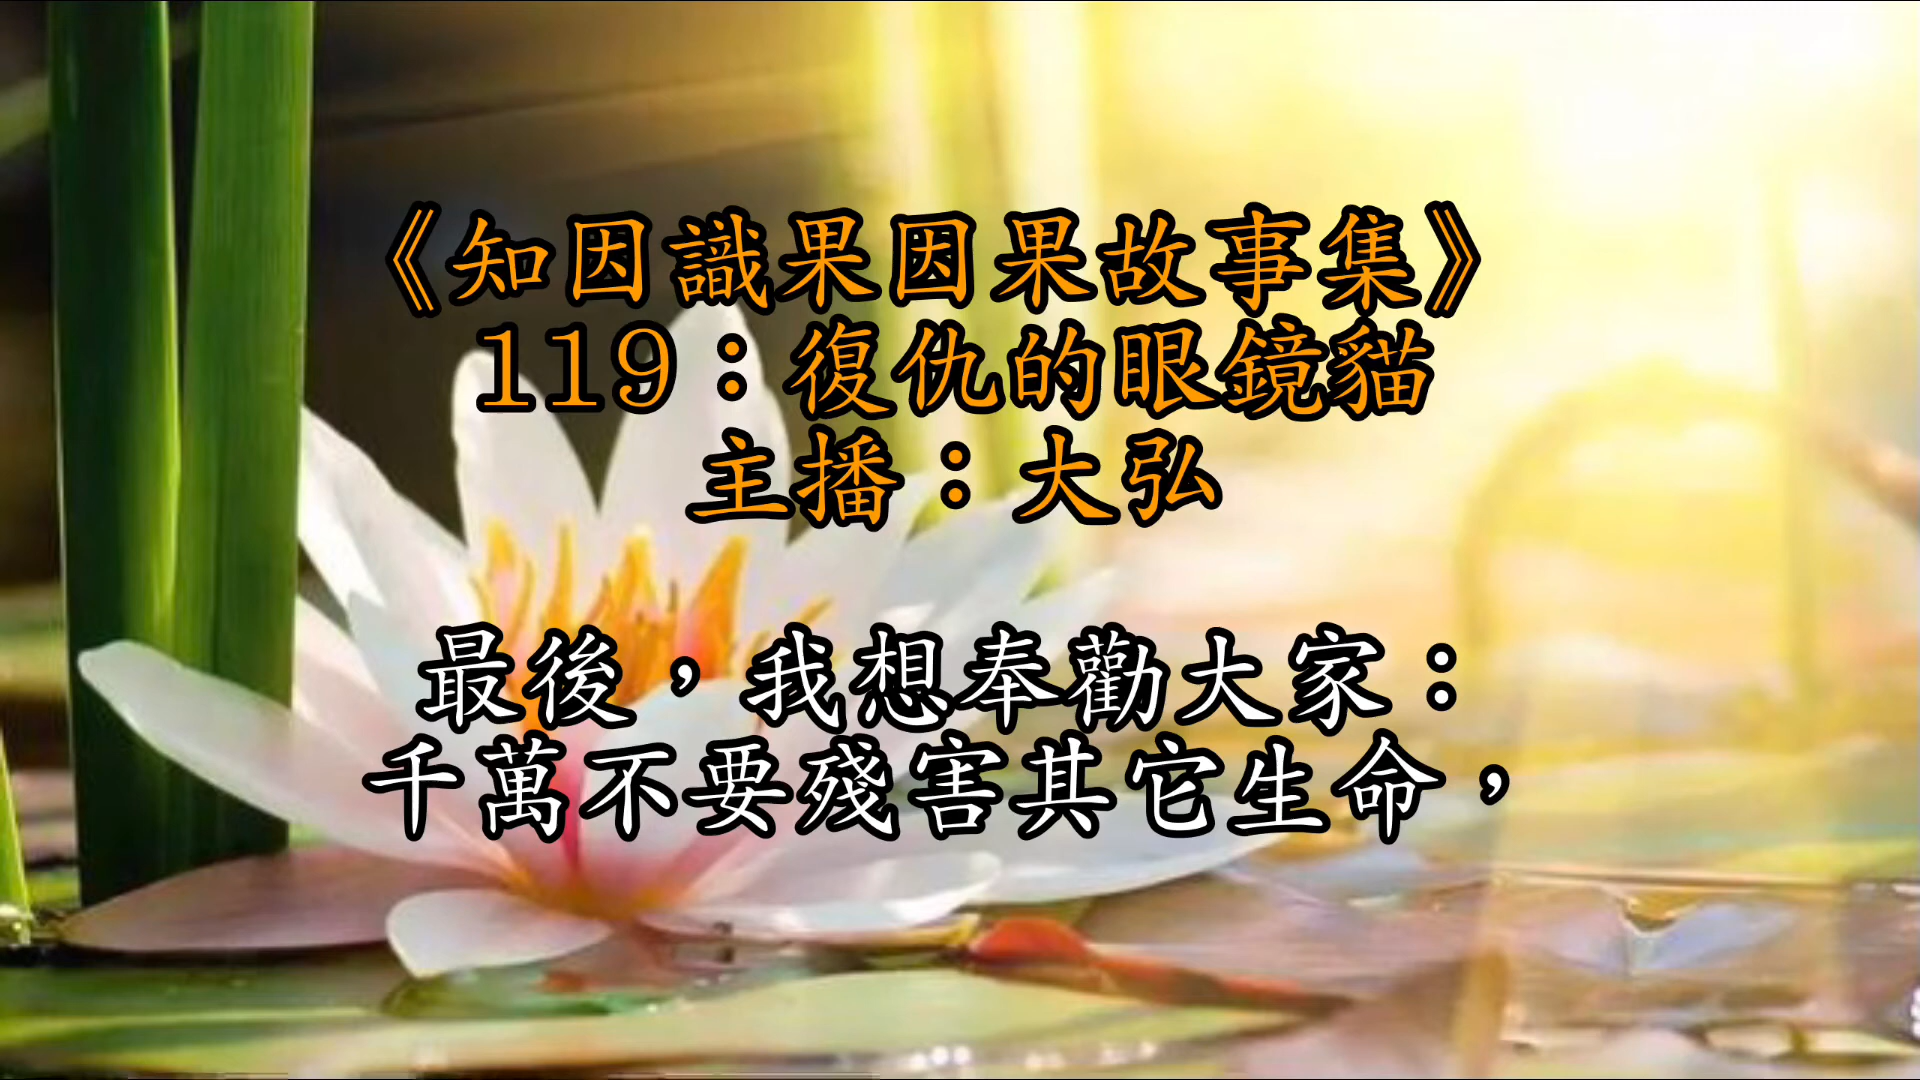 《知因識果因果故事集》
119：復仇的眼鏡貓
主播：大弘
最後，我想奉勸大家：
千萬不要殘害其它生命，